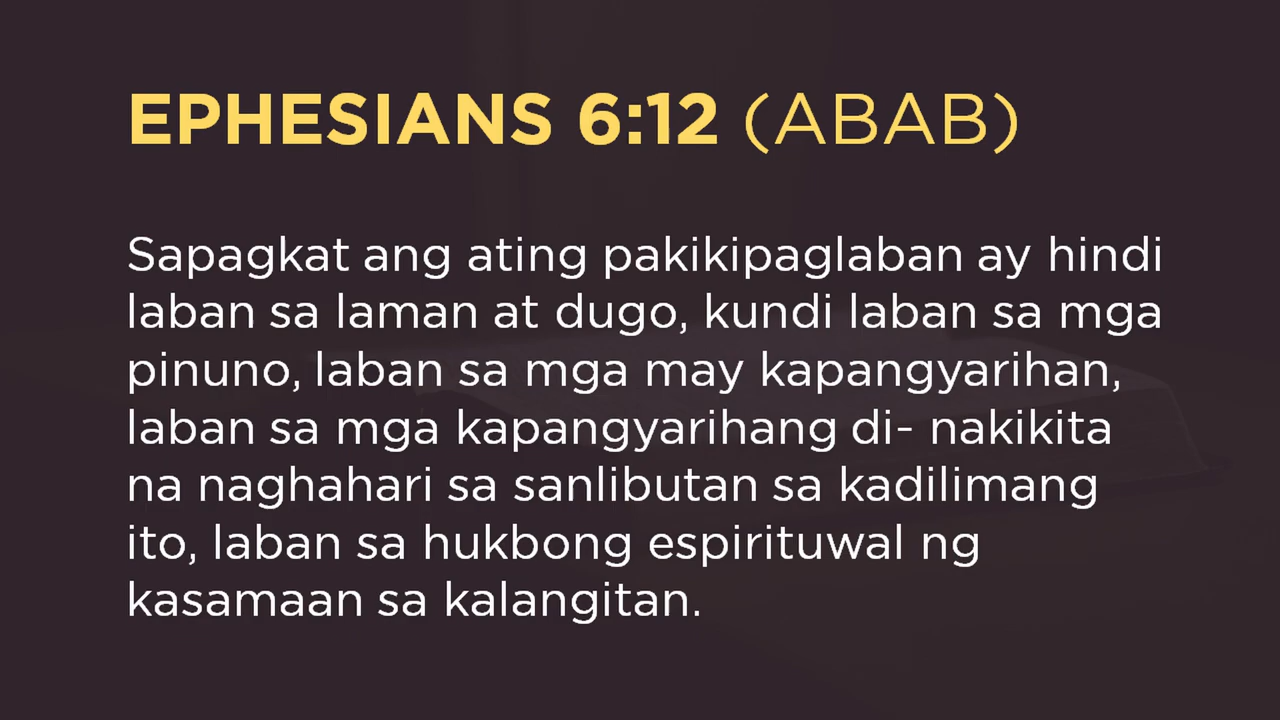 EPHESIANS 6:12 (ABAB)
Sapagkat ang ating pakikipaglaban ay hindi
laban sa laman at dugo, kundi laban sa mga
pinuno, laban sa mga may kapangyarihan,
laban sa mga kapangyarihang di- nakikita
na naghahari sa sanlibutan sa kadilimang
ito, laban sa hukbong espirituwal ng
kasamaan sa kalangitan.